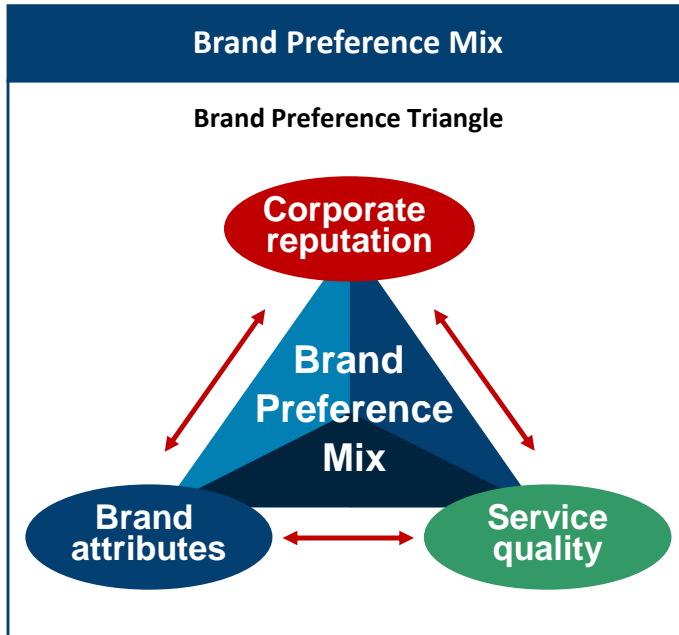 Brand Preference Mix
Brand Preference Triangle
Corporate
reputation
Brand
Preference
Mix
Brand
attributes
Service
quality